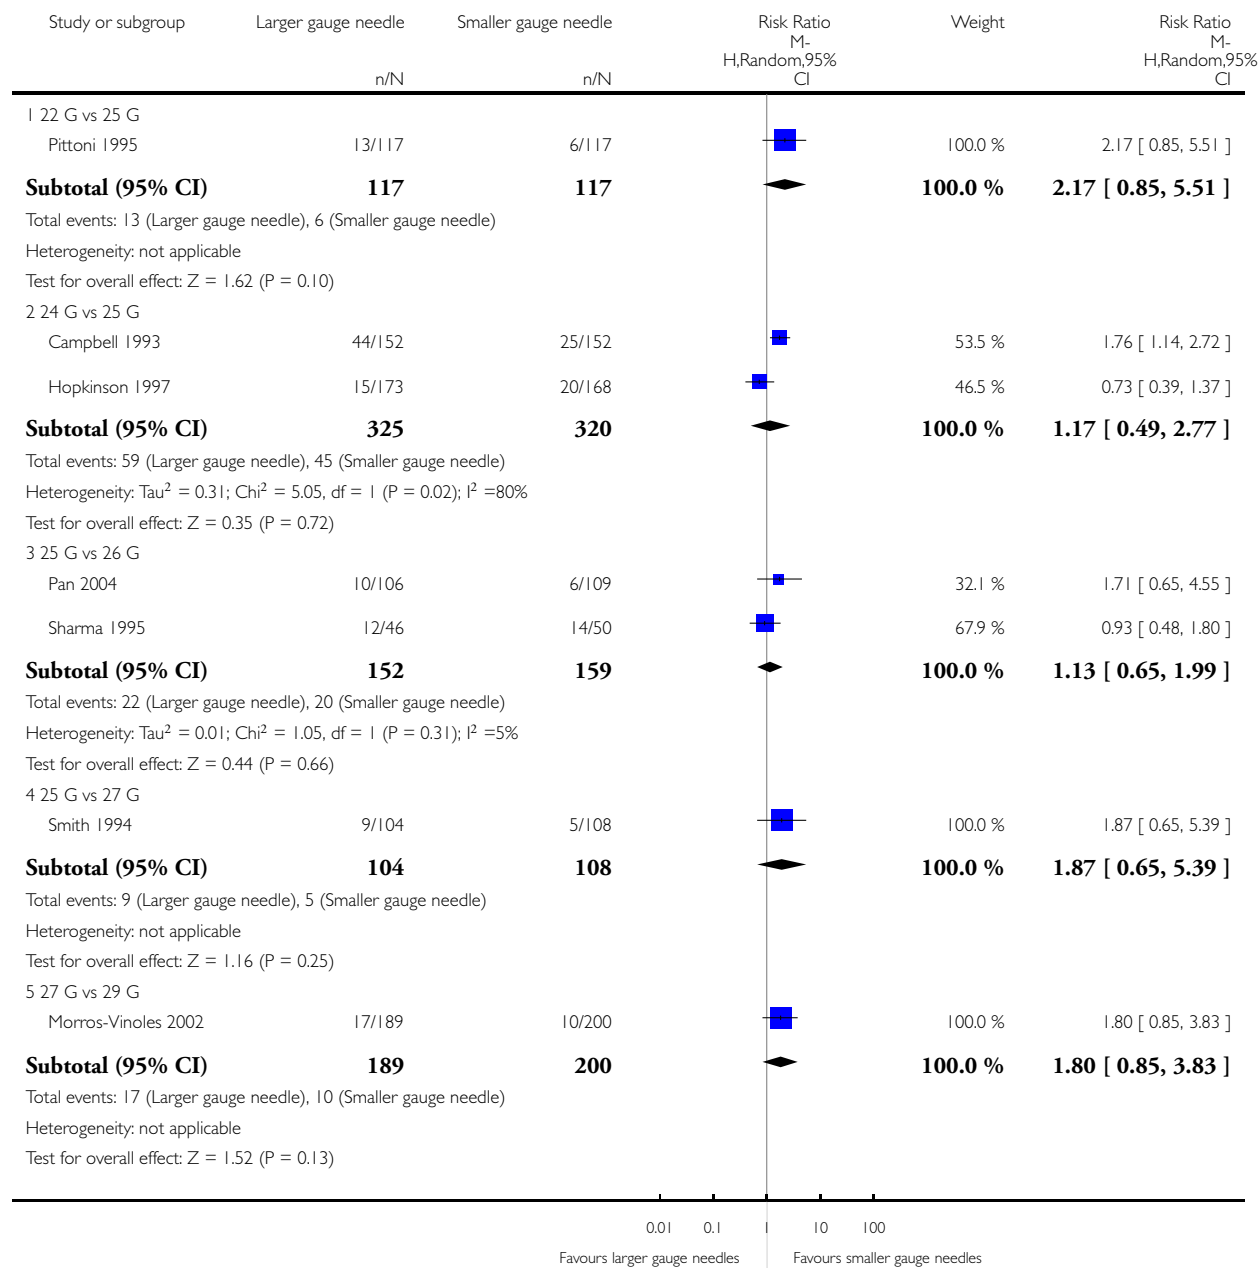 Study or subgroup Larger gauge needle Smaller gauge needle Risk Ratio Weight Risk Ratio
M- M-
H,Random,95% H,Random,95%
n/N n/N CI CI
1 22 G vs 25 G
Pittoni 1995 13/117 6/117 100.0 % 2.17 [ 0.85, 5.51 ]
Subtotal (95% CI) 117 117 100.0 % 2.17 [ 0.85, 5.51 ]
Total events: 13 (Larger gauge needle), 6 (Smaller gauge needle)
Heterogeneity: not applicable
Test for overall effect: Z = 1.62 (P = 0.10)
2 24 G vs 25 G
Campbell 1993 44/152 25/152 53.5 % 1.76 [ 1.14, 2.72 ]
Hopkinson 1997 15/173 20/168 46.5 % 0.73 [ 0.39, 1.37 ]
Subtotal (95% CI) 325 320 100.0 % 1.17 [ 0.49, 2.77 ]
Total events: 59 (Larger gauge needle), 45 (Smaller gauge needle)
Heterogeneity: Tau² = 0.31; Chi² = 5.05, df = 1 (P = 0.02); I² =80%
Test for overall effect: Z = 0.35 (P = 0.72)
3 25 G vs 26 G
Pan 2004 10/106 6/109 32.1 % 1.71 [ 0.65, 4.55 ]
Sharma 1995 12/46 14/50 67.9 % 0.93 [ 0.48, 1.80 ]
Subtotal (95% CI) 152 159 100.0 % 1.13 [ 0.65, 1.99 ]
Total events: 22 (Larger gauge needle), 20 (Smaller gauge needle)
Heterogeneity: Tau² = 0.01; Chi² = 1.05, df = 1 (P = 0.31); I² =5%
Test for overall effect: Z = 0.44 (P = 0.66)
4 25 G vs 27 G
Smith 1994 9/104 5/108 100.0 % 1.87 [ 0.65, 5.39 ]
Subtotal (95% CI) 104 108 100.0 % 1.87 [ 0.65, 5.39 ]
Total events: 9 (Larger gauge needle), 5 (Smaller gauge needle)
Heterogeneity: not applicable
Test for overall effect: Z = 1.16 (P = 0.25)
5 27 G vs 29 G
Morros-Vinoles 2002 17/189 10/200 100.0 % 1.80 [ 0.85, 3.83 ]
Subtotal (95% CI) 189 200 100.0 % 1.80 [ 0.85, 3.83 ]
Total events: 17 (Larger gauge needle), 10 (Smaller gauge needle)
Heterogeneity: not applicable
Test for overall effect: Z = 1.52 (P = 0.13)
0.01 0.1 1 10 100
Favours larger gauge needles Favours smaller gauge needles